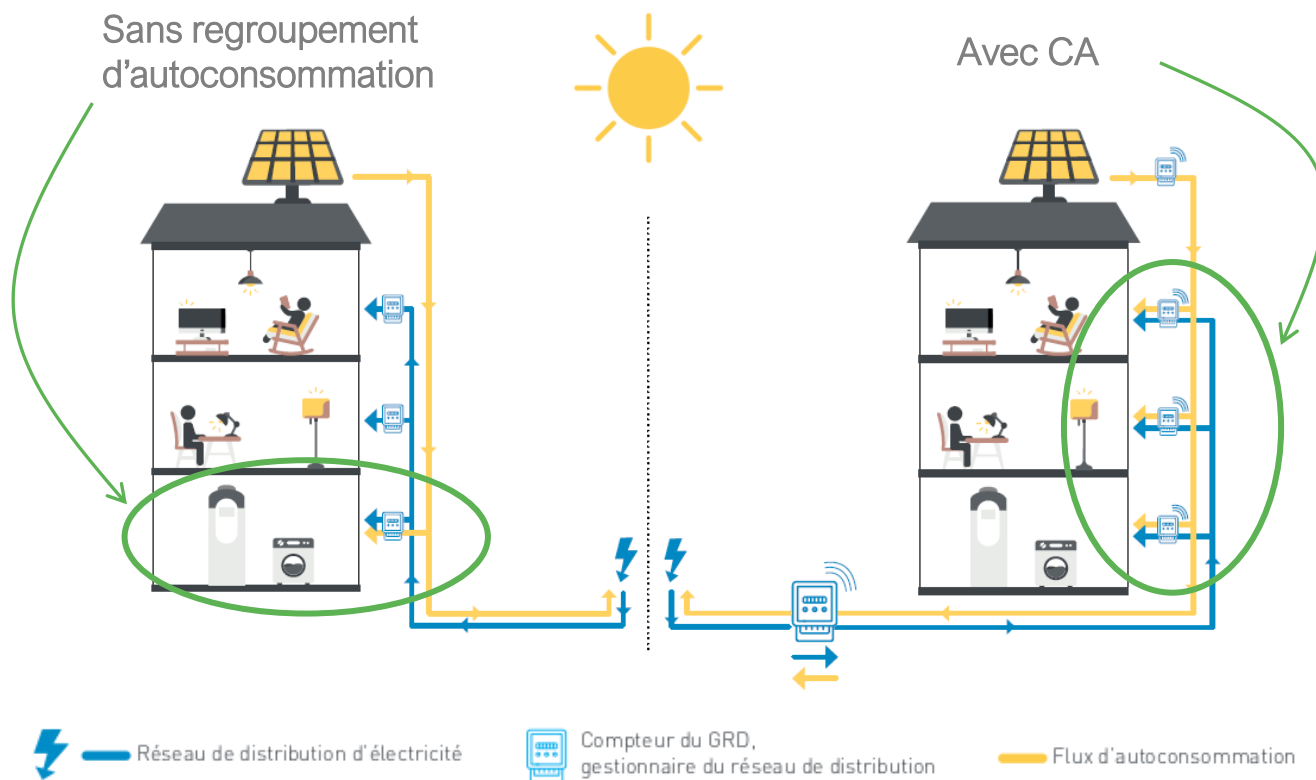 Sans regroupement
d'autoconsommation
Avec CA
Réseau de distribution d'électricité
Compteur du GRD,
gestionnaire du réseau de distribution
Flux d'autoconsommation